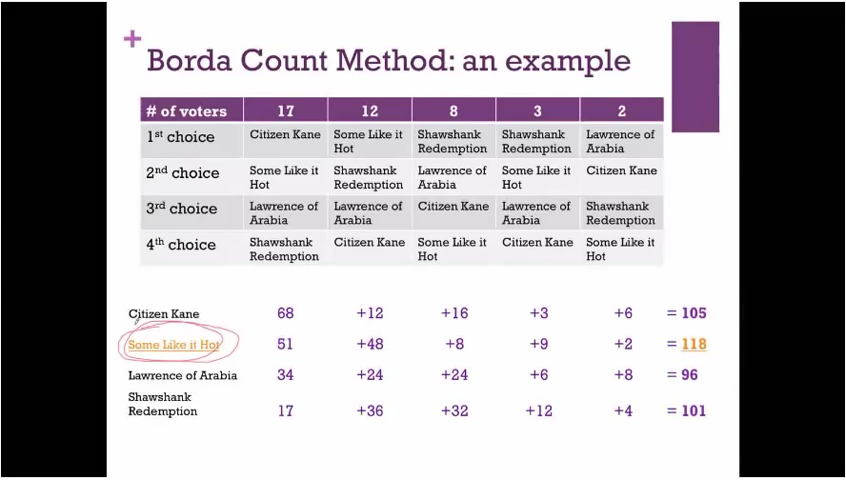 +
Borda Count Method: an example
# of voters 17 12 8 3 2
1st choice Citizen Kane Some Like it Hot Shawshank Redemption Shawshank Redemption Lawrence of Arabia
2nd choice Some Like it Hot Shawshank Redemption Lawrence of Arabia Some Like it Hot Citizen Kane
3rd choice Lawrence of Arabia Lawrence of Arabia Citizen Kane Lawrence of Arabia Shawshank Redemption
4th choice Shawshank Redemption Citizen Kane Some Like it Hot Citizen Kane Some Like it Hot
Citizen Kane 68 +12 +16 +3 +6 = 105
Some Like it Hot 51 +48 +8 +9 +2 = 118
Lawrence of Arabia 34 +24 +24 +6 +8 = 96
Shawshank Redemption 17 +36 +32 +12 +4 = 101